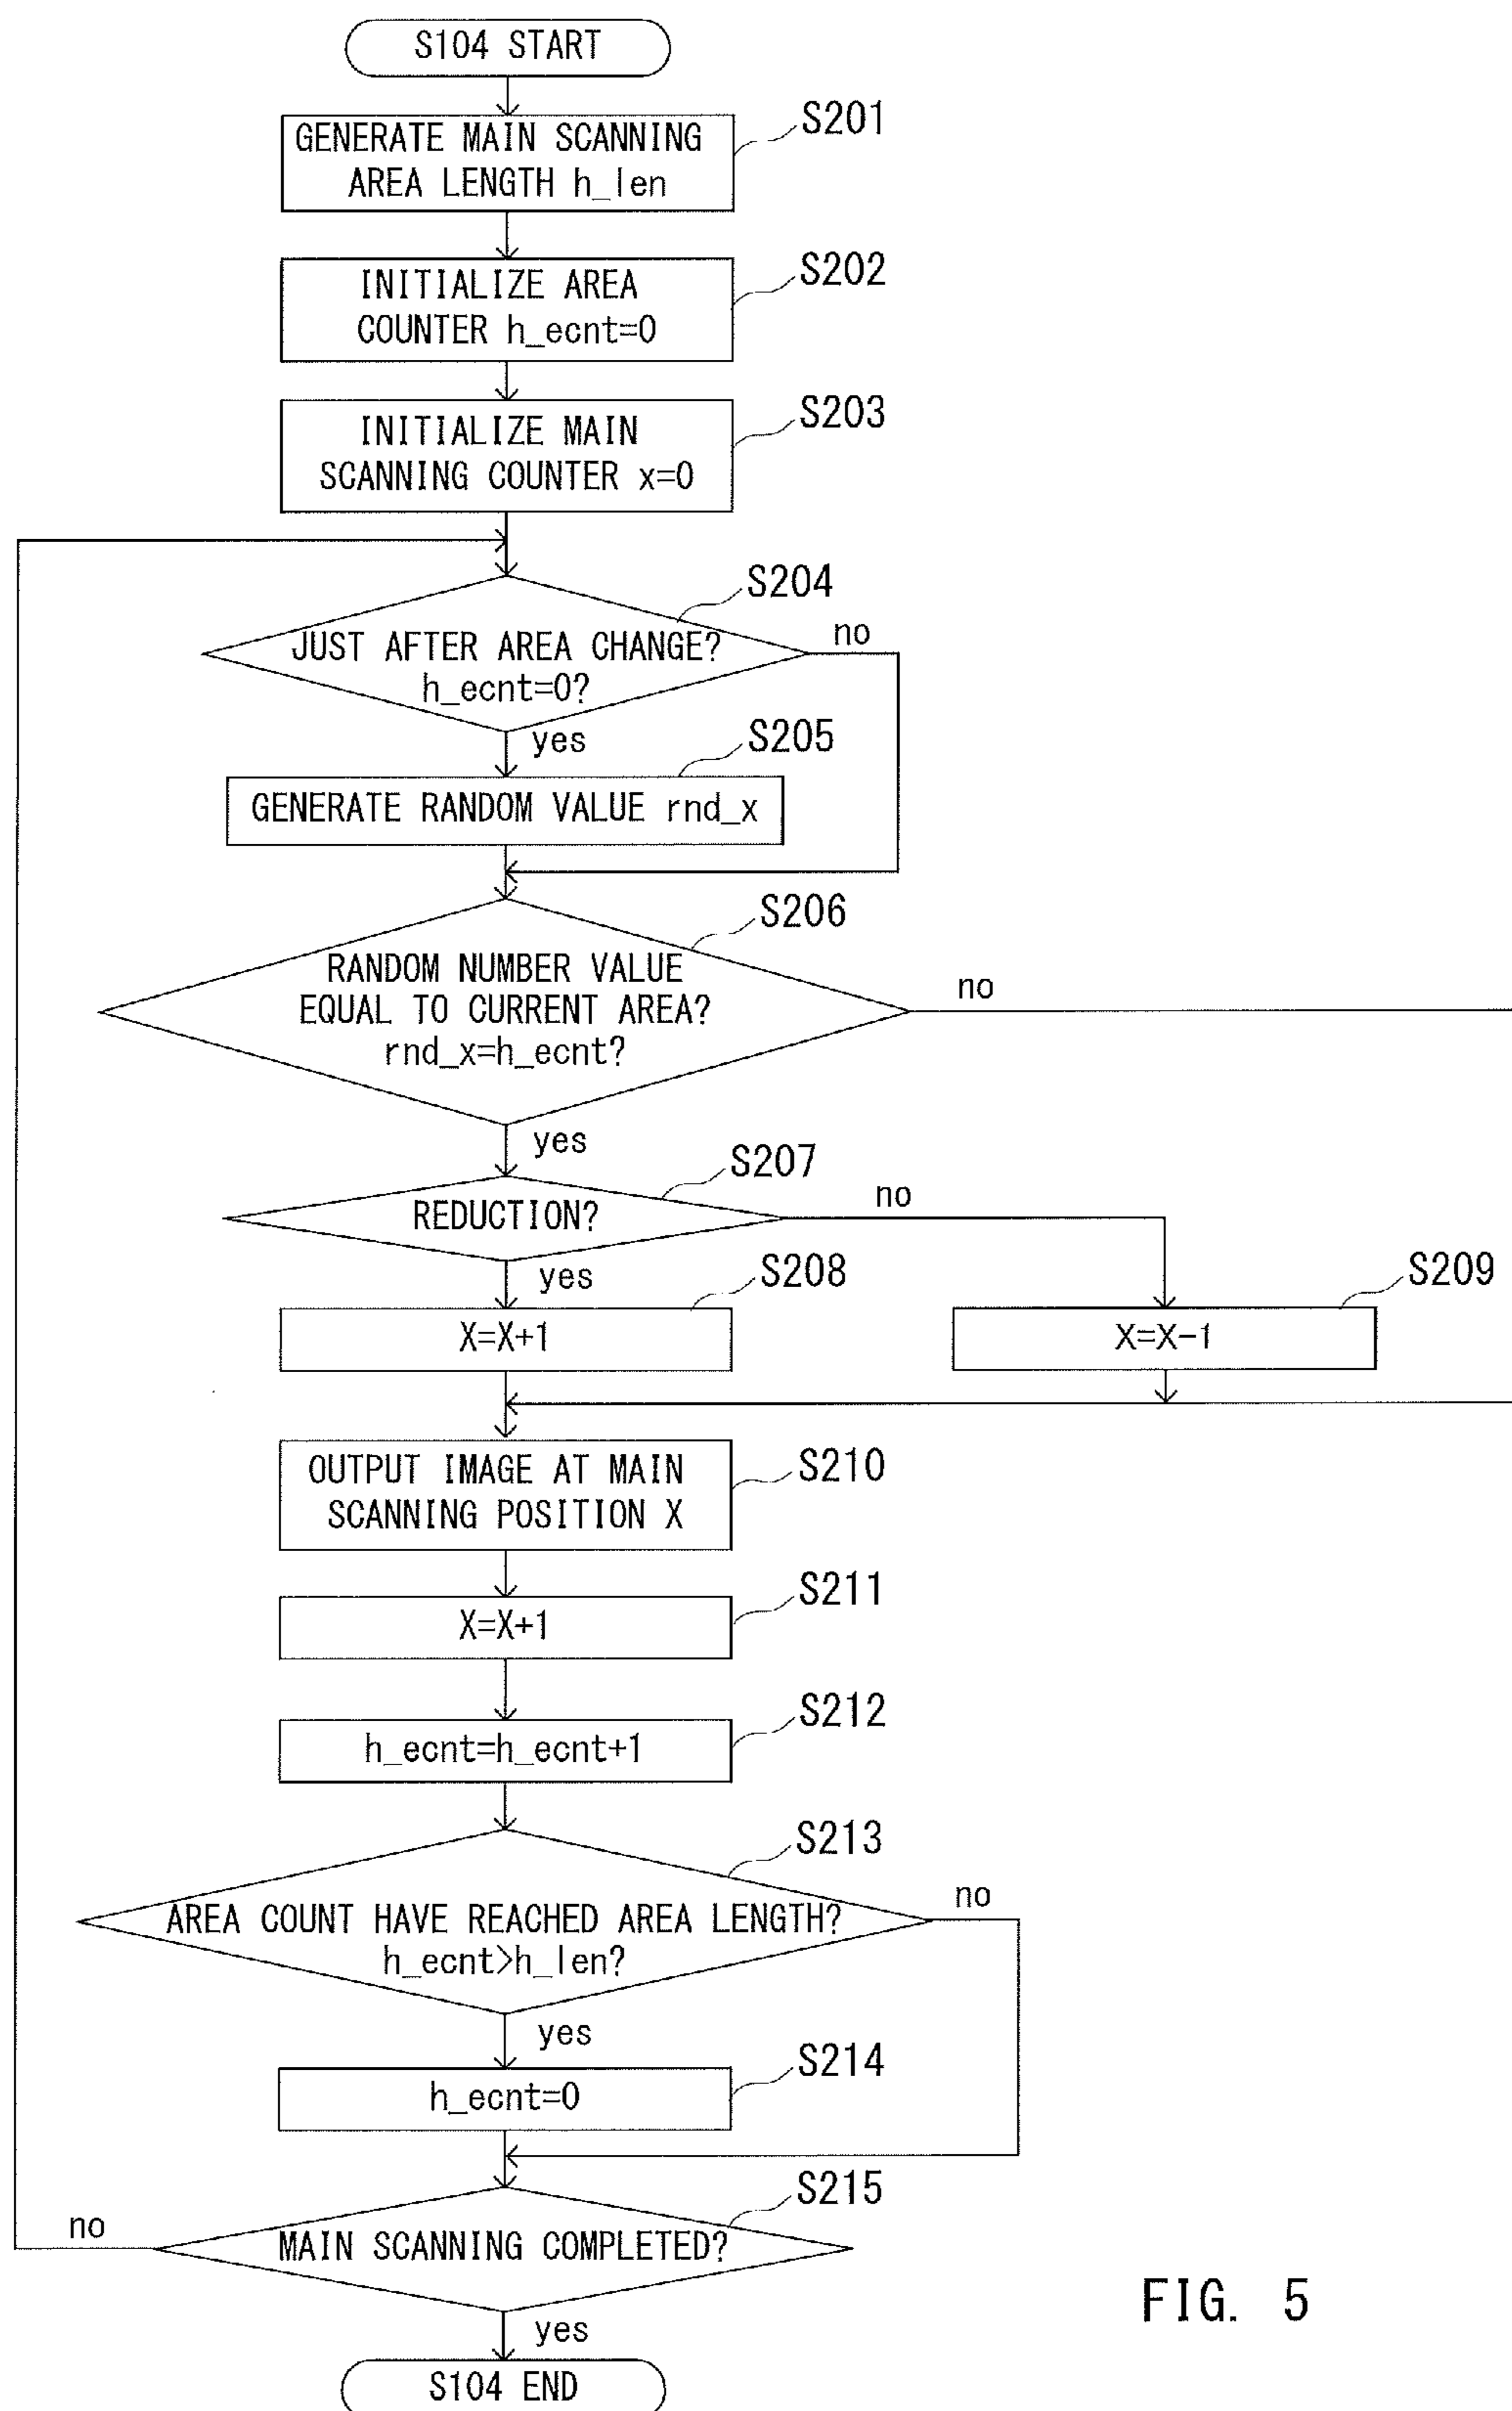 S104 START
S201
GENERATE MAIN SCANNING
AREA LENGTH h_len
S202
INITIALIZE AREA
COUNTER h_ecnt=0
S203
INITIALIZE MAIN
SCANNING COUNTER x=0
S204
JUST AFTER AREA CHANGE?
h_ecnt=0?
no
yes
S205
GENERATE RANDOM VALUE rnd_x
S206
RANDOM NUMBER VALUE
EQUAL TO CURRENT AREA?
rnd_x=h_ecnt?
no
yes
S207
REDUCTION?
no
yes
S208
X=X+1
S209
X=X-1
S210
OUTPUT IMAGE AT MAIN
SCANNING POSITION X
S211
X=X+1
S212
h_ecnt=h_ecnt+1
S213
AREA COUNT HAVE REACHED AREA LENGTH?
h_ecnt>h_len?
no
yes
S214
h_ecnt=0
S215
MAIN SCANNING COMPLETED?
no
yes
S104 END
FIG. 5